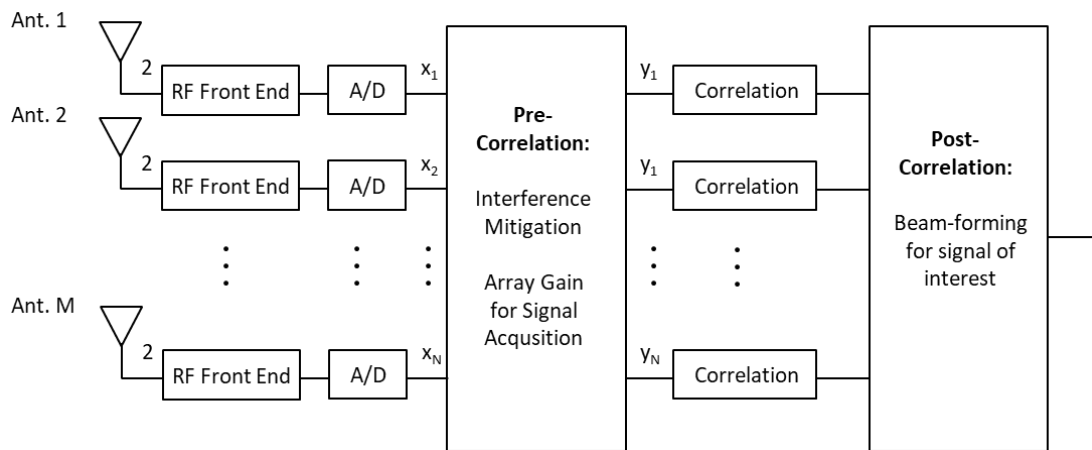 Ant. 1
2
RF Front End
A/D
x1
y1
Correlation
Ant. 2
2
RF Front End
A/D
x2
y1
Correlation
Pre-
Correlation:
Interference
Mitigation
Array Gain
for Signal
Acqusition
Post-
Correlation:
Beam-forming
for signal of
interest
Ant. M
2
RF Front End
A/D
xN
yN
Correlation